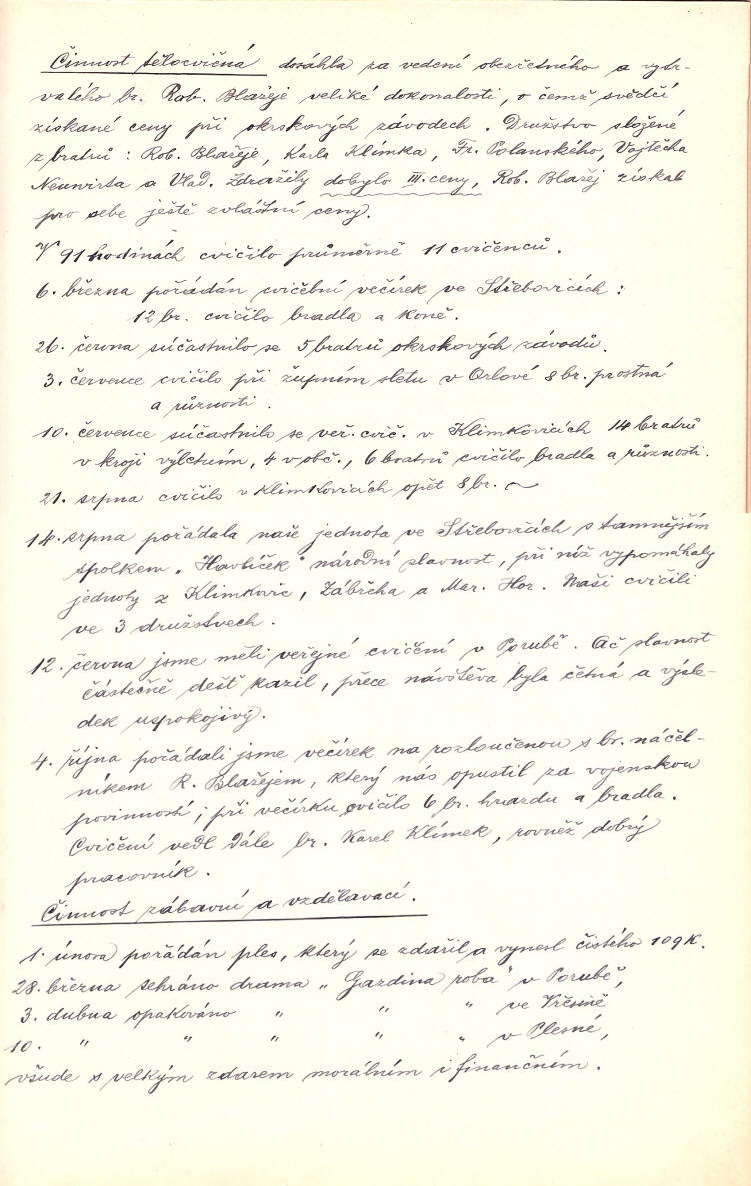 Činnost tělocvičná dosáhla za vedení obezřetného a vytr-
valého br. Rob. Blažeje veliké dokonalosti, o čemž svědčí
získané ceny při okrskových závodech. Družstvo složené
z bratrů: Rob. Blažeje, Karla Klimka, Fr. Polanského, Vojtěcha
Neuwirta a Vlad. Zdražily dobylo III. ceny, Rob. Blažej získal
pro sebe ještě zvláštní ceny.
V 91 hodinách cvičilo průměrně 11 cvičenců.
6. března pořádán cvičební večírek ve Střebovicích:
12 br. cvičilo bradla a koně.
26. června súčastnilo se 5 bratrů okrskových závodů.
3. července cvičilo při župním sletu v Orlové 8 br. prostná
a různosti.
10. července súčastnilo se veř. cvič. v Klimkovicích 14 bratrů
v kroji výletním, 4 v obč., 6 bratrů cvičilo bradla a různosti.
21. srpna cvičilo v Klimkovicích opět 8 br. ~
14. srpna pořádala naše jednota ve Střebovicích s tamnějším
spolkem „Havlíček" národní slavnost, při níž vypomáhaly
jednoty z Klimkovic, Zábřeha a Mar. Hor. Naši cvičili
ve 3 družstvech.
12. června jsme měli veřejné cvičení v Porubě. Ač slavnost
částečně déšť kazil, přece návštěva byla četná a výsle-
dek uspokojivý.
4. října pořádali jsme večírek na rozloučenou s br. náčel-
níkem R. Blažejem, který nás opustil za vojenskou
povinností; při večírku cvičilo 6 br. hrazdu a bradla.
Cvičení vedl dále br. Karel Klímek, rovněž dobrý
pracovník.
Činnost zábavní a vzdělavací.
1. února pořádán ples, který se zdařil a vynesl čistého 109 K.
28. března sehráno drama „Gazdina roba" v Porubě,
3. dubna opakováno " " " ve Vřesině
10. " " " " " v Plesné,
všude s velkým zdarem morálním i finančním.